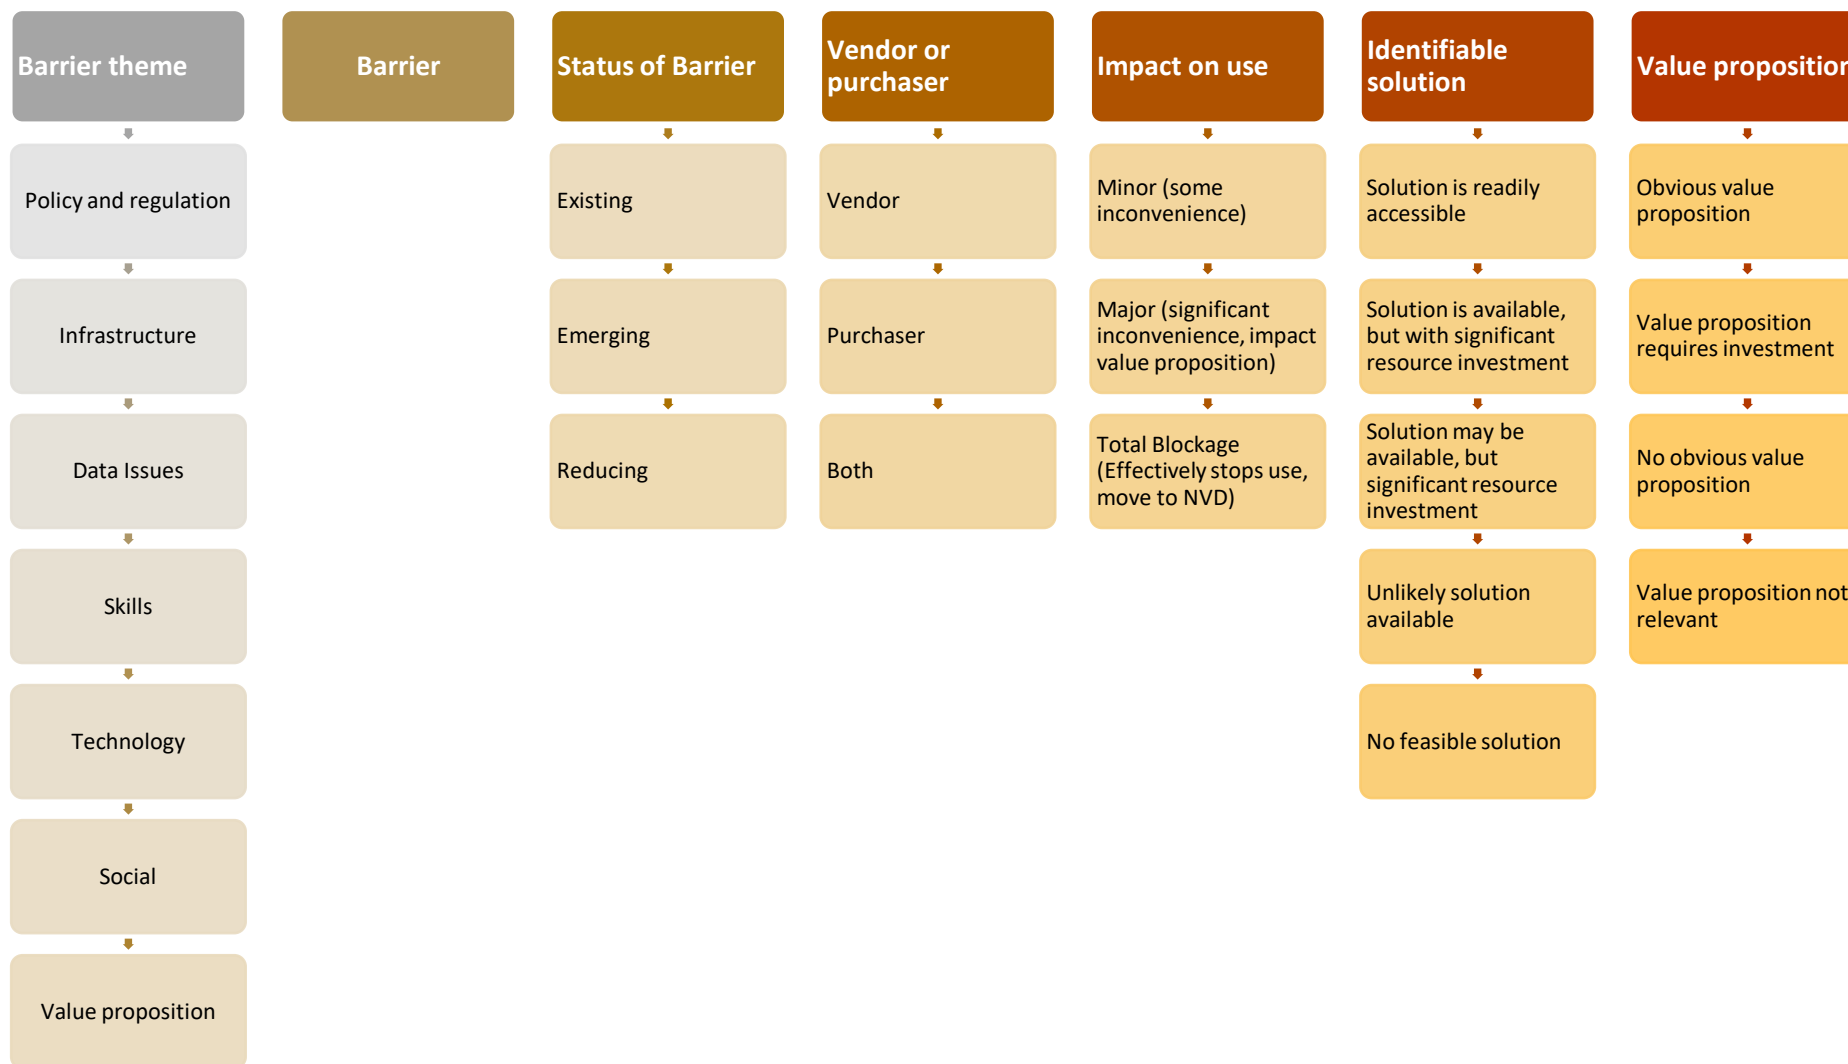 Barrier theme
Policy and regulation
Infrastructure
Data Issues
Skills
Technology
Social
Value proposition
Barrier
Status of Barrier
Existing
Emerging
Reducing
Vendor or
purchaser
Vendor
Purchaser
Both
Impact on use
Minor (some
inconvenience)
Major (significant
inconvenience, impact
value proposition)
Total Blockage
(Effectively stops use,
move to NVD)
Identifiable
solution
Solution is readily
accessible
Solution is available,
but with significant
resource investment
Solution may be
available, but
significant resource
investment
Unlikely solution
available
No feasible solution
Value proposition
Obvious value
proposition
Value proposition
requires investment
No obvious value
proposition
Value proposition not
relevant